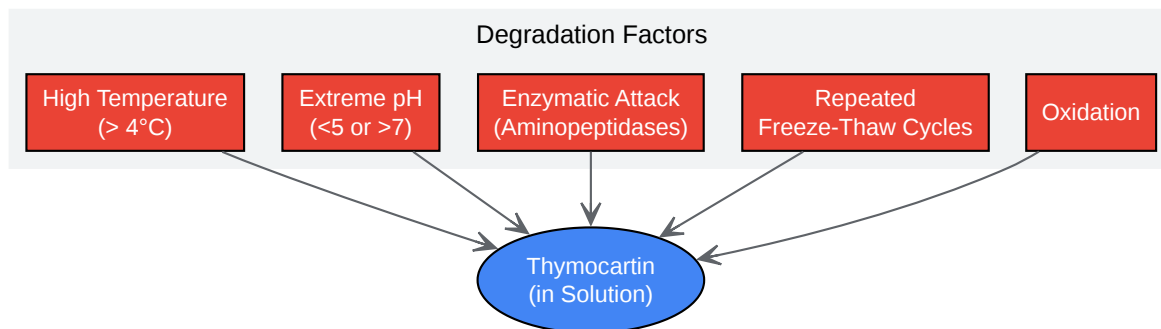 Degradation Factors
High Temperature
(> 4°C)
Extreme pH
(<5 or >7)
Enzymatic Attack
(Aminopeptidases)
Repeated
Freeze-Thaw Cycles
Oxidation
Thymocartin
(in Solution)